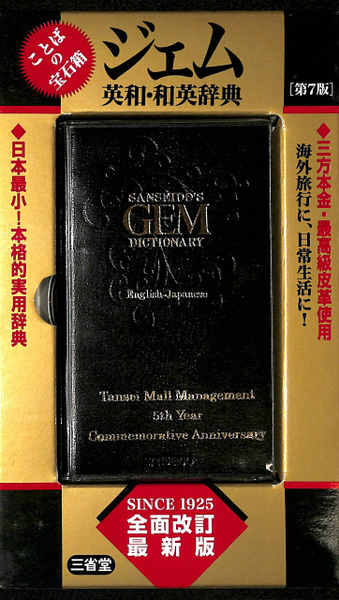 ことば
の
宝石箱
ジェム
英和・和英辞典
[第7版]
◆三方本金・最高級皮革使用
海外旅行に、日常生活に!
◆日本最小!本格的実用辞典
SANSEIDO'S
GEM
DICTIONARY
English-Japanese
Tanzei Mall Management
5th Year
Commemorative Anniversary
SINCE 1925
全面改訂
最新版
三省堂